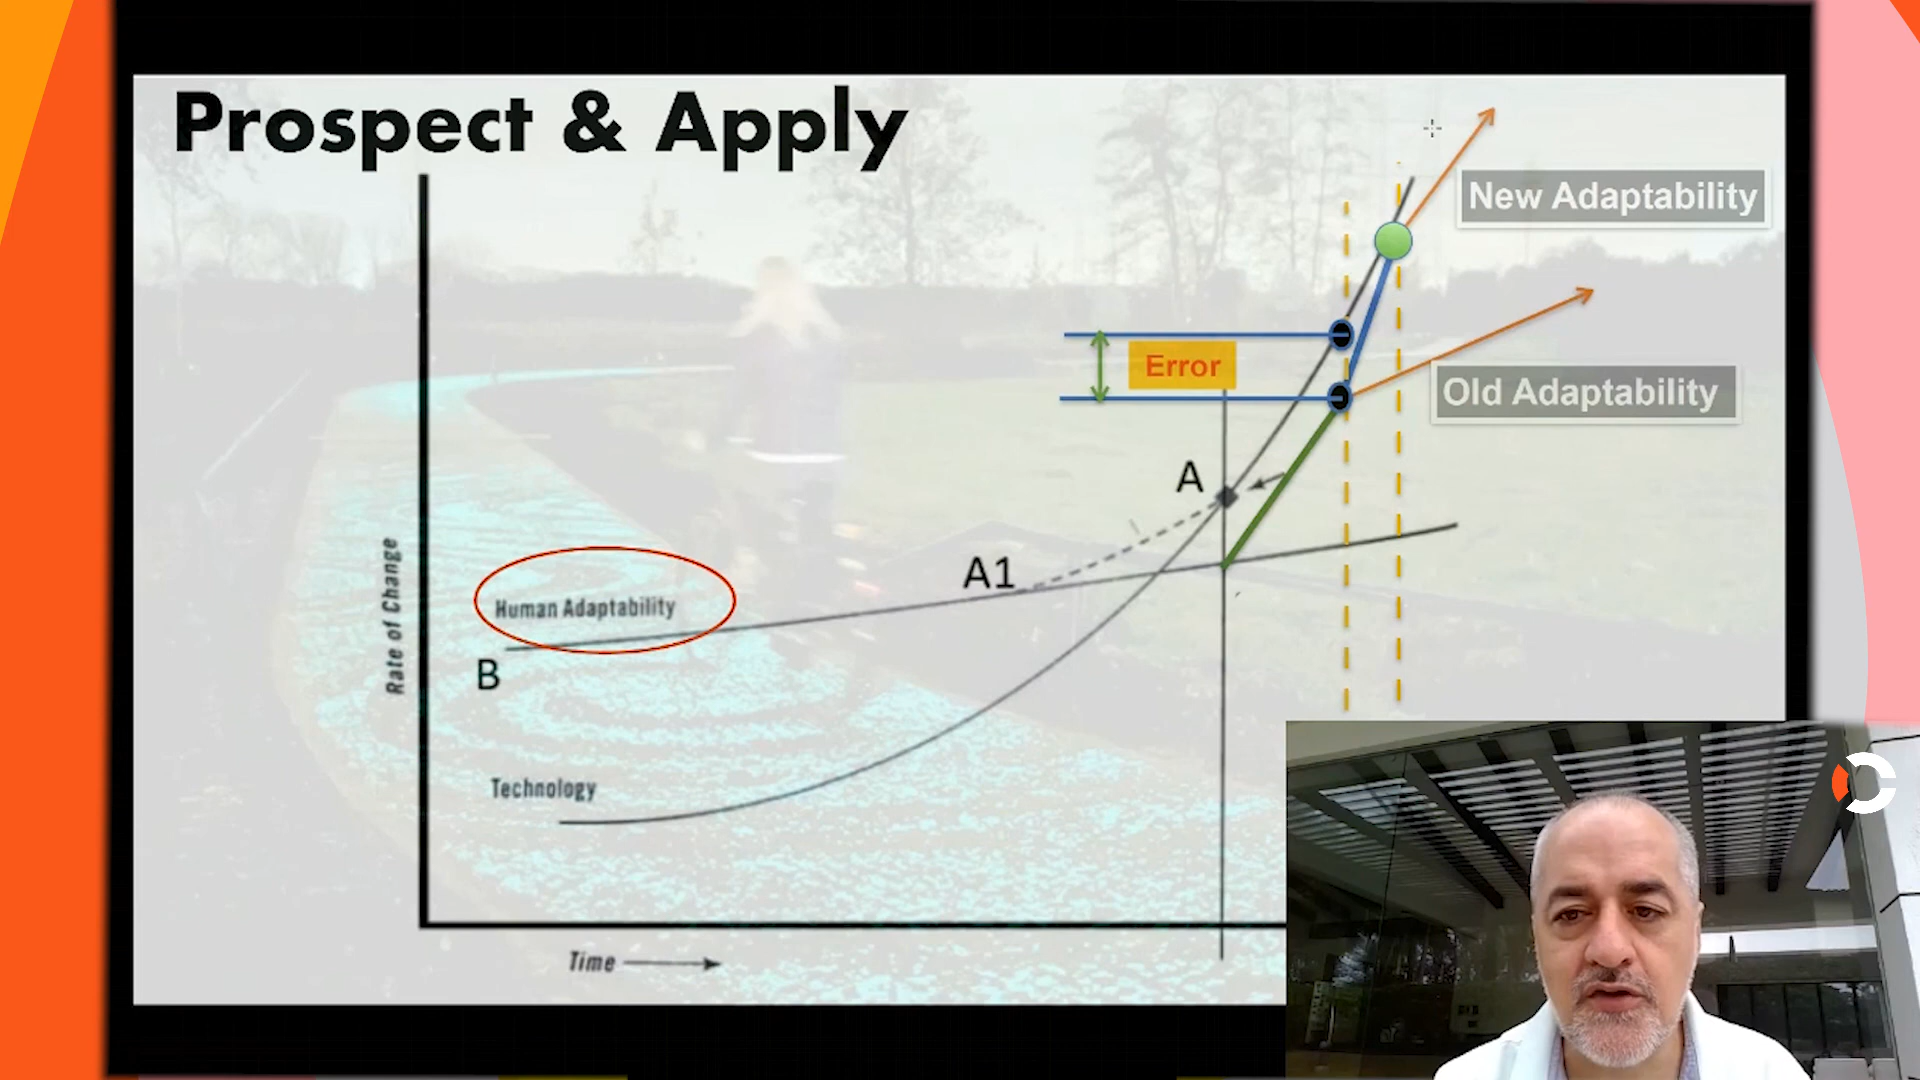 Prospect & Apply
New Adaptability
Error
Old Adaptability
A
A1
Human Adaptability
B
Rate of Change
Technology
Time